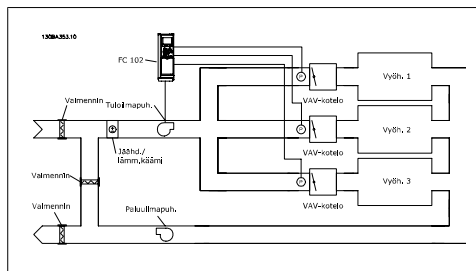 130BA353.10
FC 102
Vyöh. 1
VAV-kotelo
Valmennin
Tuloilmapuh.
Vyöh. 2
VAV-kotelo
Jäähd./
lämm,käämi
Valmennin
Vyöh. 3
VAV-kotelo
Valmennin
Paluuilmapuh.